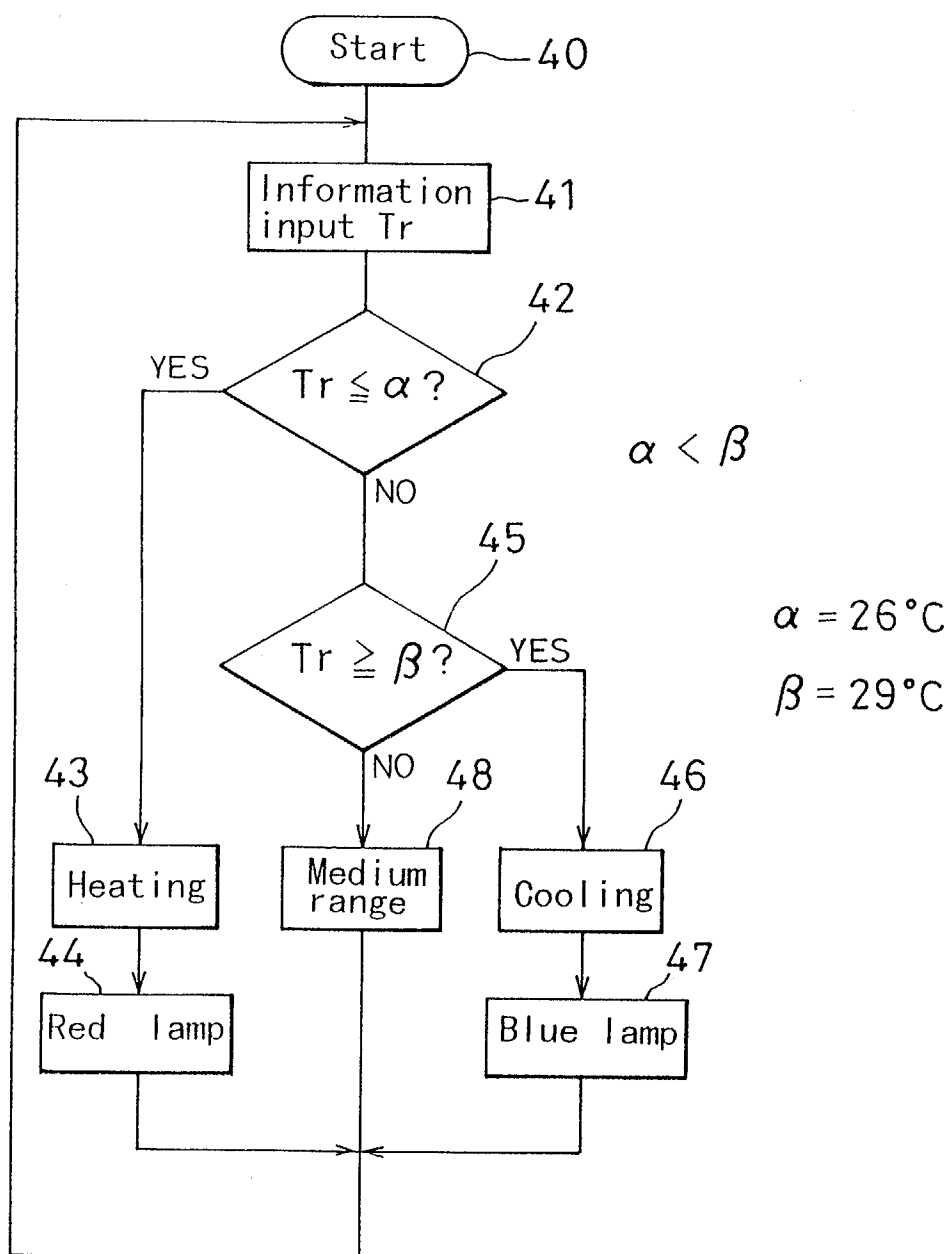 Start
40
Information
input Tr
41
42
YES
Tr ≦ α ?
α < β
NO
45
Tr ≧ β ?
YES
α = 26°C
β = 29°C
NO
43
48
46
Heating
Medium
range
Cooling
44
47
Red lamp
Blue lamp